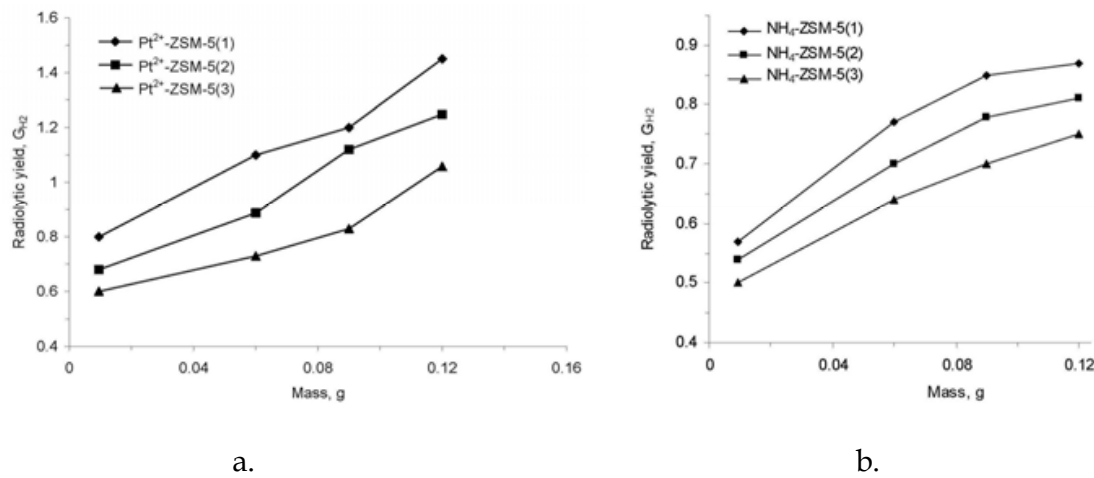 1.6
1.4
1.2
1
0.8
0.6
0.4
0
0.04
0.08
0.12
0.16
Radiolytic yield, GH2
Mass, g
Pt²⁺-ZSM-5(1)
Pt²⁺-ZSM-5(2)
Pt²⁺-ZSM-5(3)
a.
0.9
0.8
0.7
0.6
0.5
0.4
0
0.04
0.08
0.12
Radiolytic yield, GH2
Mass, g
NH₄-ZSM-5(1)
NH₄-ZSM-5(2)
NH₄-ZSM-5(3)
b.